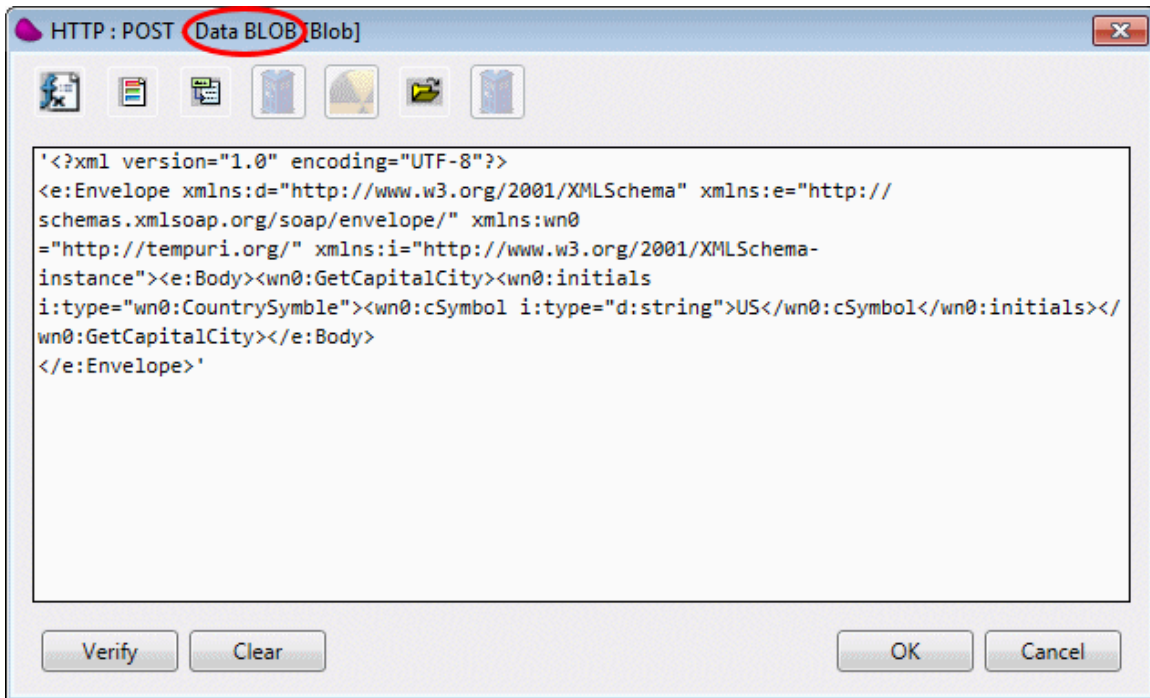 HTTP : POST Data BLOB [Blob]
'<?xml version="1.0" encoding="UTF-8"?>
<e:Envelope xmlns:d="http://www.w3.org/2001/XMLSchema" xmlns:e="http://
schemas.xmlsoap.org/soap/envelope/" xmlns:wn0
="http://tempuri.org/" xmlns:i="http://www.w3.org/2001/XMLSchema-
instance"><e:Body><wn0:GetCapitalCity><wn0:initials
i:type="wn0:CountrySymble"><wn0:cSymbol i:type="d:string">US</wn0:cSymbol</wn0:initials></
wn0:GetCapitalCity></e:Body>
</e:Envelope>'
Verify Clear OK Cancel